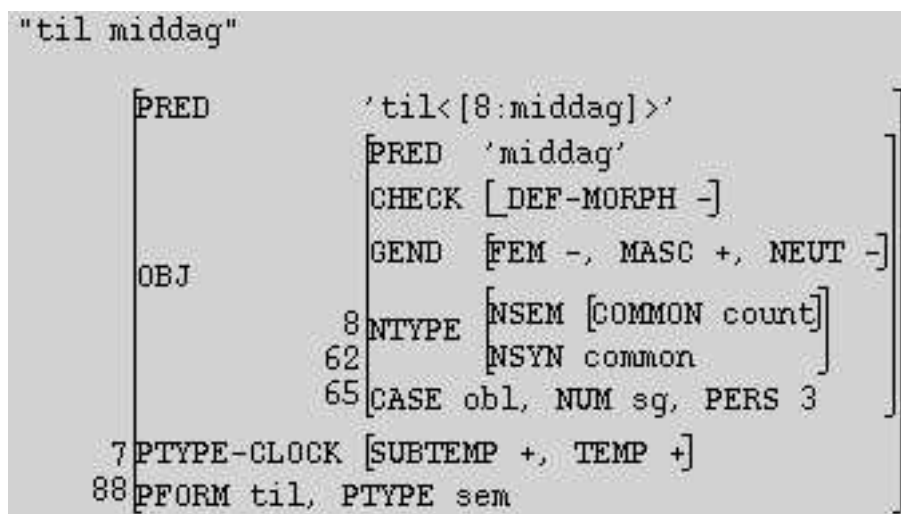 "til middag"
PRED 'til<[8:middag]>'
PRED 'middag'
CHECK [_DEF-MORPH -]
GEND [FEM -, MASC +, NEUT -]
OBJ
8 NTYPE [NSEM [COMMON count]
62 NSYN common]
65 CASE obl, NUM sg, PERS 3
7 PTYPE-CLOCK [SUBTEMP +, TEMP +]
88 PFORM til, PTYPE sem